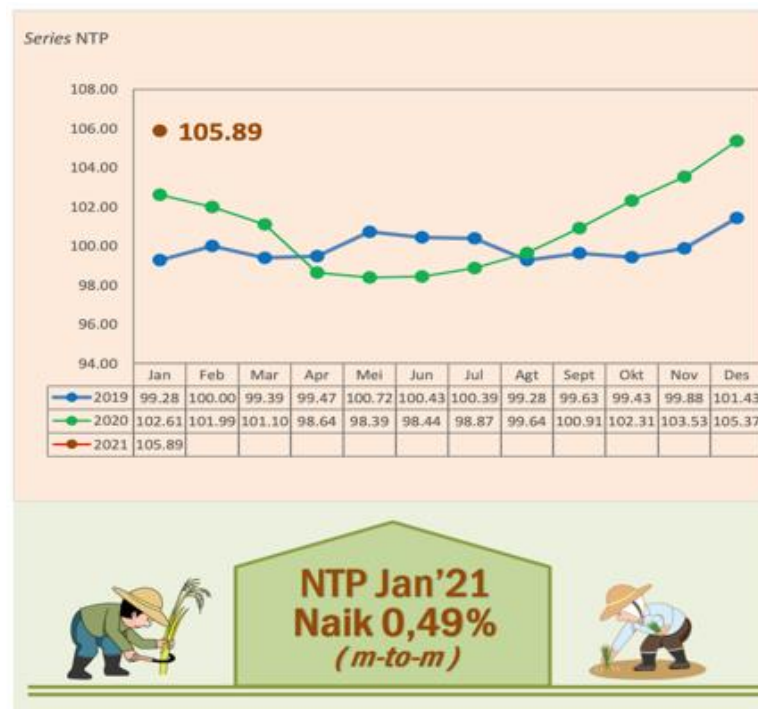 Series NTP
108.00
106.00
105.89
104.00
102.00
100.00
98.00
96.00
94.00
Jan Feb Mar Apr Mei Jun Jul Agt Sept Okt Nov Des
2019 99.28 100.00 99.39 99.47 100.72 100.43 100.39 99.28 99.63 99.43 99.88 101.43
2020 102.61 101.99 101.10 98.64 98.39 98.44 98.87 99.64 100.91 102.31 103.53 105.37
2021 105.89
NTP Jan’21
Naik 0,49%
( m-to-m )